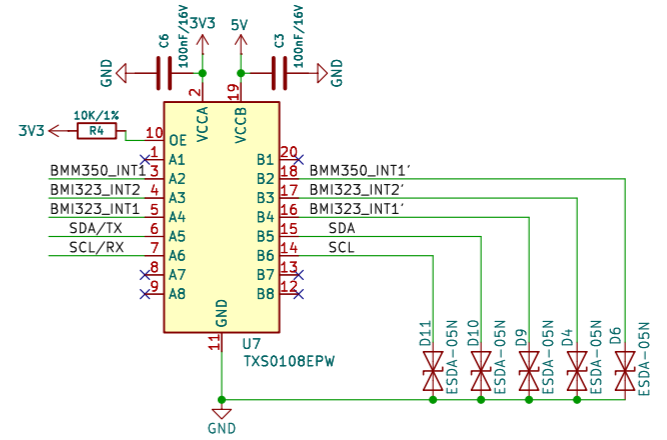 C6
100nF/16V
3V3
5V
C3
100nF/16V
GND
GND
2
19
VCCA
VCCB
10K/1%
3V3
R4
10
OE
1
A1
B1
20
BMM350_INT1
3
A2
B2
18
BMM350_INT1'
BMI323_INT2
4
A3
B3
17
BMI323_INT2'
BMI323_INT1
5
A4
B4
16
BMI323_INT1'
SDA/TX
6
A5
B5
15
SDA
SCL/RX
7
A6
B6
14
SCL
8
A7
B7
13
9
A8
B8
12
GND
11
U7
TXS0108EPW
D11
ESDA-05N
D10
ESDA-05N
D9
ESDA-05N
D4
ESDA-05N
D6
ESDA-05N
GND